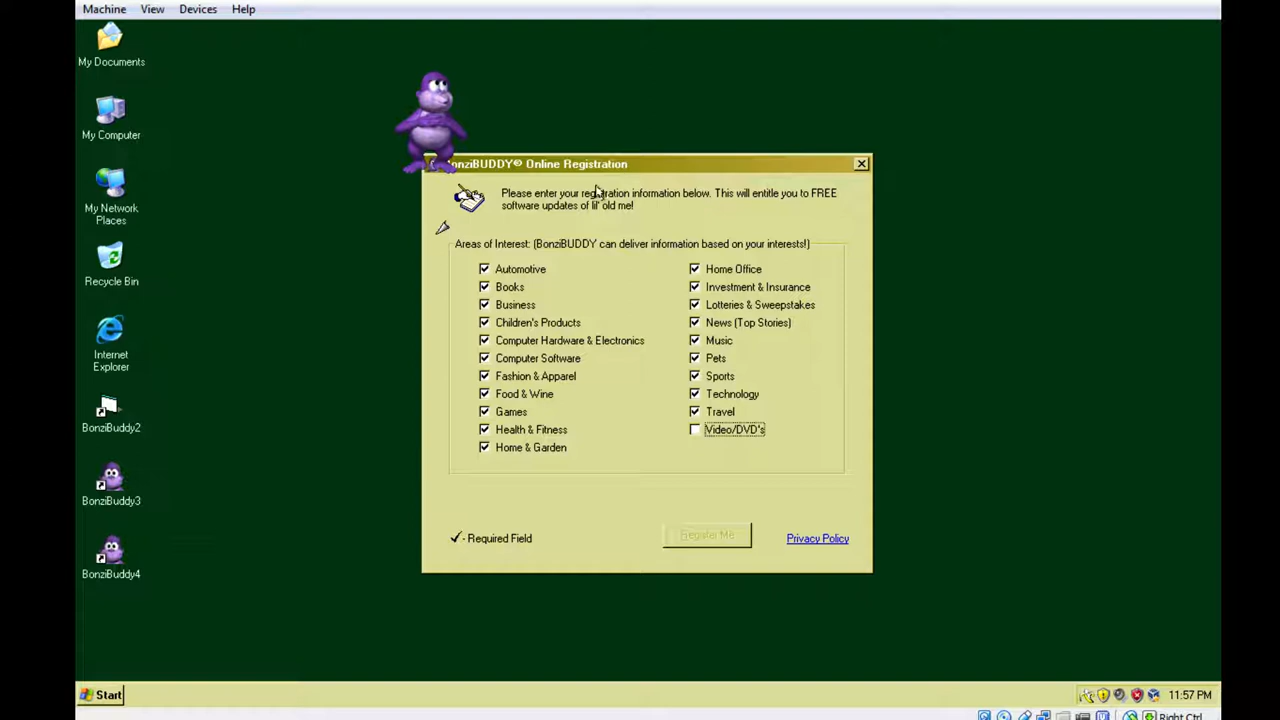 Machine View Devices Help
My Documents
My Computer
My Network
Places
Recycle Bin
Internet
Explorer
BonziBuddy2
BonziBuddy3
BonziBuddy4
onziBUDDY® Online Registration
Please enter your registration information below. This will entitle you to FREE
software updates of lil' old me!
Areas of Interest: (BonziBUDDY can deliver information based on your interests!)
Automotive
Books
Business
Children's Products
Computer Hardware & Electronics
Computer Software
Fashion & Apparel
Food & Wine
Games
Health & Fitness
Home & Garden
Home Office
Investment & Insurance
Lotteries & Sweepstakes
News (Top Stories)
Music
Pets
Sports
Technology
Travel
Video/DVD's
- Required Field
Register Me
Privacy Policy
Start
11:57 PM
Right Ctrl